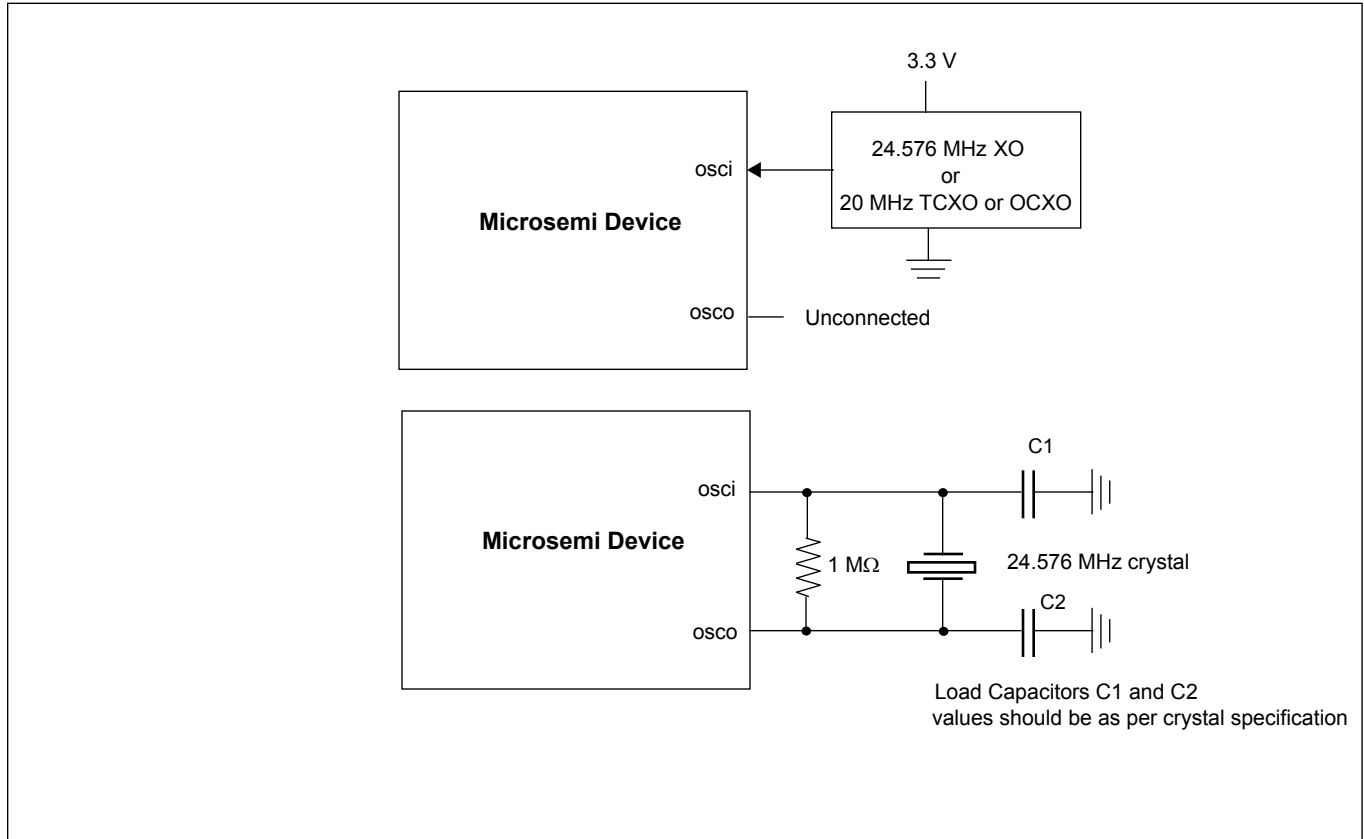 3.3 V
24.576 MHz XO
or
20 MHz TCXO or OCXO
osci
Microsemi Device
osco
Unconnected
C1
osci
Microsemi Device
1 MΩ
24.576 MHz crystal
C2
osco
Load Capacitors C1 and C2
values should be as per crystal specification